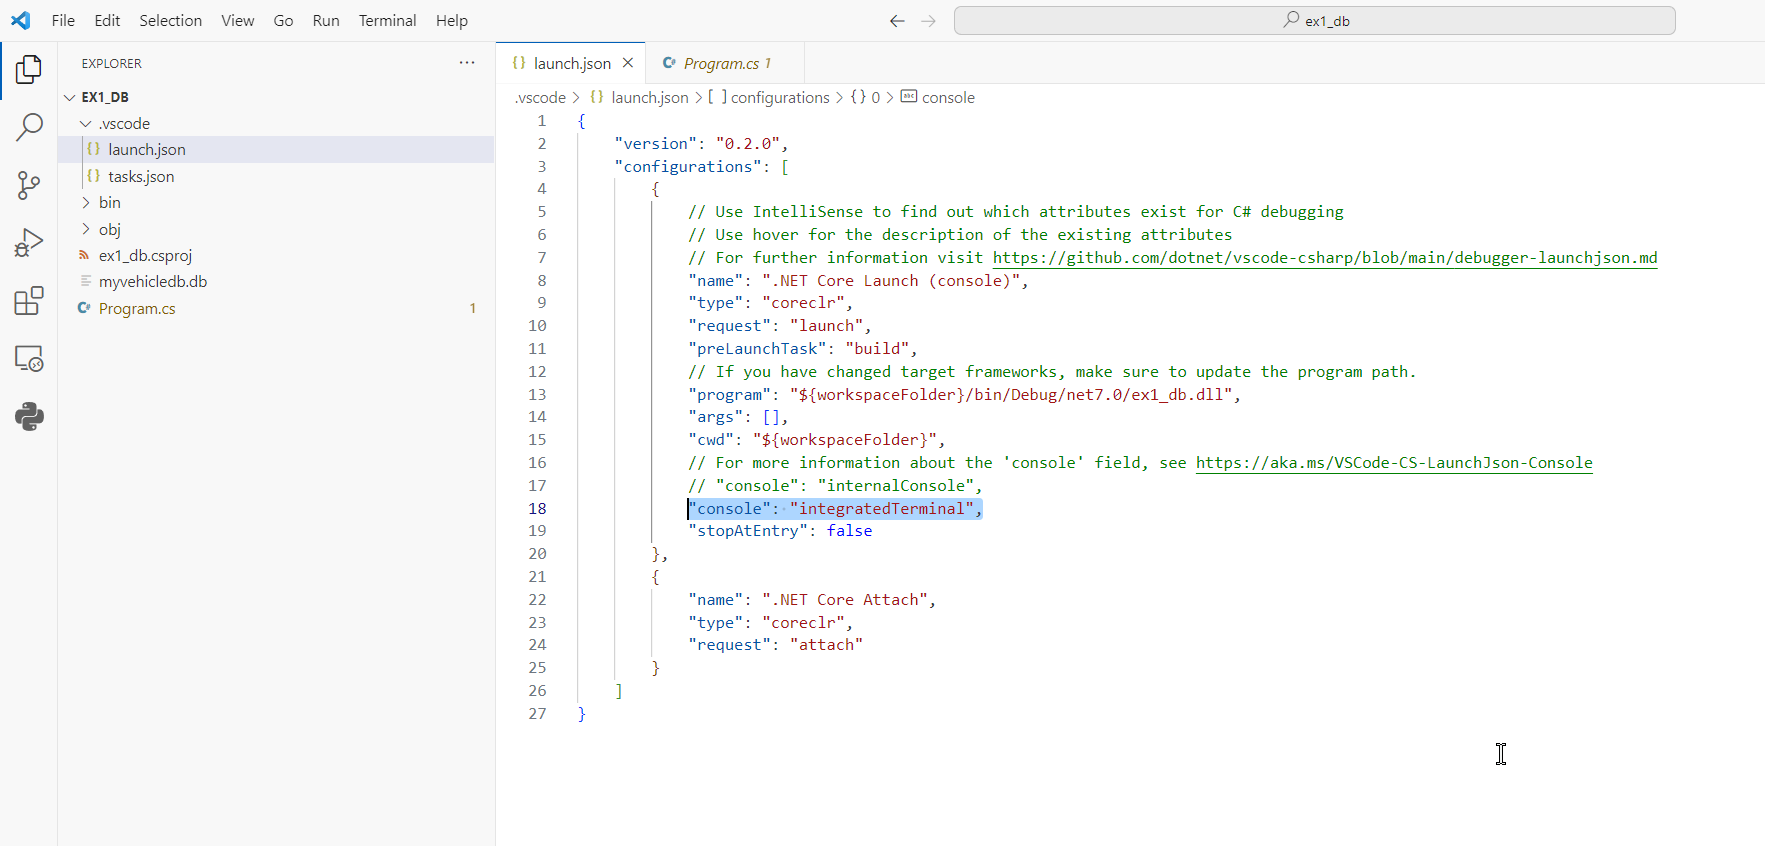 File Edit Selection View Go Run Terminal Help
ex1_db
EXPLORER
EX1_DB
.vscode
launch.json
tasks.json
bin
obj
ex1_db.csproj
myvehicledb.db
Program.cs 1
launch.json
C# Program.cs 1
.vscode > {} launch.json > [ ] configurations > {} 0 > abc console
1 {
2 "version": "0.2.0",
3 "configurations": [
4 {
5 // Use IntelliSense to find out which attributes exist for C# debugging
6 // Use hover for the description of the existing attributes
7 // For further information visit https://github.com/dotnet/vscode-csharp/blob/main/debugger-launchjson.md
8 "name": ".NET Core Launch (console)",
9 "type": "coreclr",
10 "request": "launch",
11 "preLaunchTask": "build",
12 // If you have changed target frameworks, make sure to update the program path.
13 "program": "${workspaceFolder}/bin/Debug/net7.0/ex1_db.dll",
14 "args": [],
15 "cwd": "${workspaceFolder}",
16 // For more information about the 'console' field, see https://aka.ms/VSCode-CS-LaunchJson-Console
17 // "console": "internalConsole",
18 "console": "integratedTerminal",
19 "stopAtEntry": false
20 },
21 {
22 "name": ".NET Core Attach",
23 "type": "coreclr",
24 "request": "attach"
25 }
26 ]
27 }